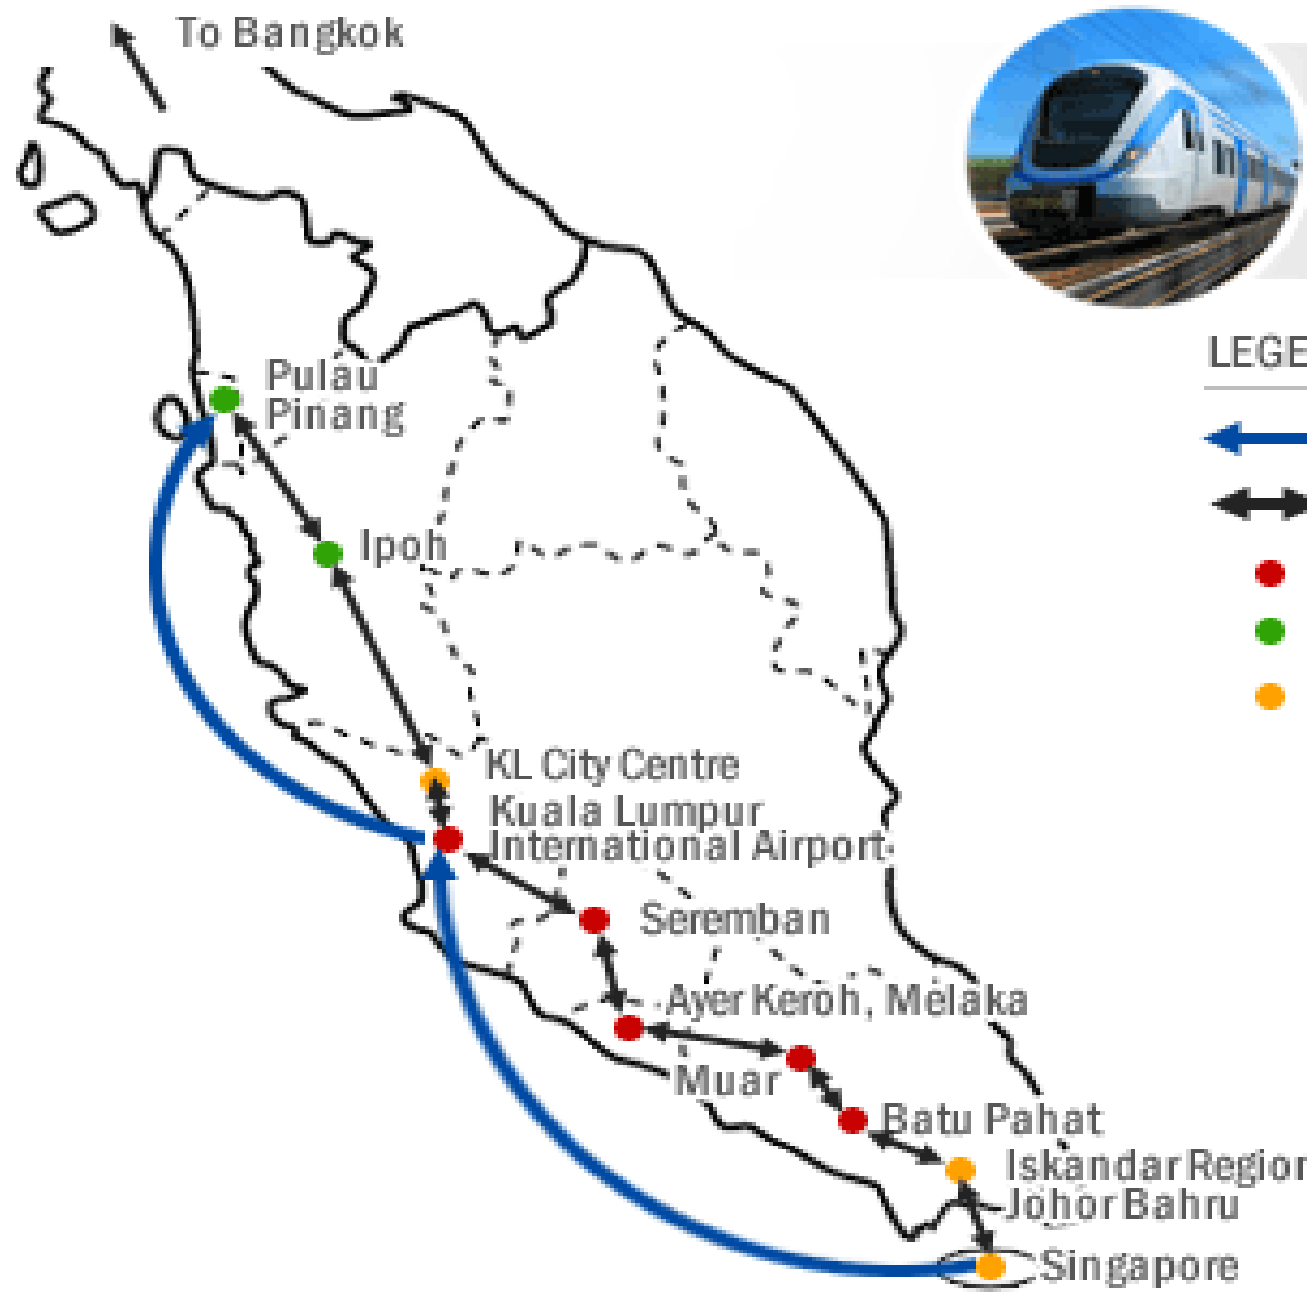 To Bangkok
LEGE
Pulau
Pinang
Ipoh
KL City Centre
Kuala Lumpur
International Airport
Seremban
Ayer Keroh, Melaka
Muar
Batu Pahat
Iskandar Region
Johor Bahru
Singapore